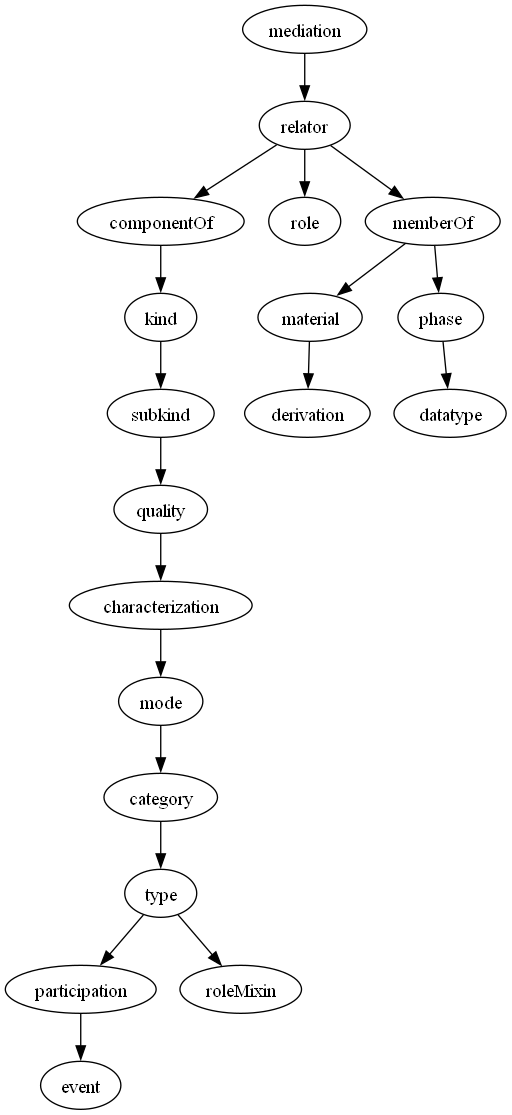 mediation
relator
componentOf
role
memberOf
kind
material
phase
subkind
derivation
datatype
quality
characterization
mode
category
type
participation
roleMixin
event